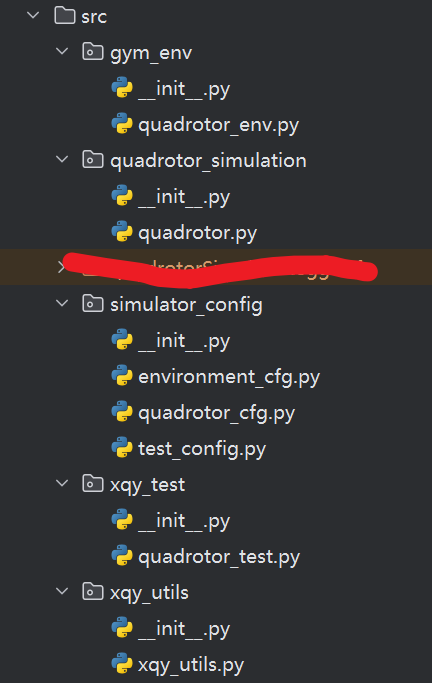 src
gym_env
__init__.py
quadrotor_env.py
quadrotor_simulation
__init__.py
quadrotor.py
simulator_config
__init__.py
environment_cfg.py
quadrotor_cfg.py
test_config.py
xqy_test
__init__.py
quadrotor_test.py
xqy_utils
__init__.py
xqy_utils.py